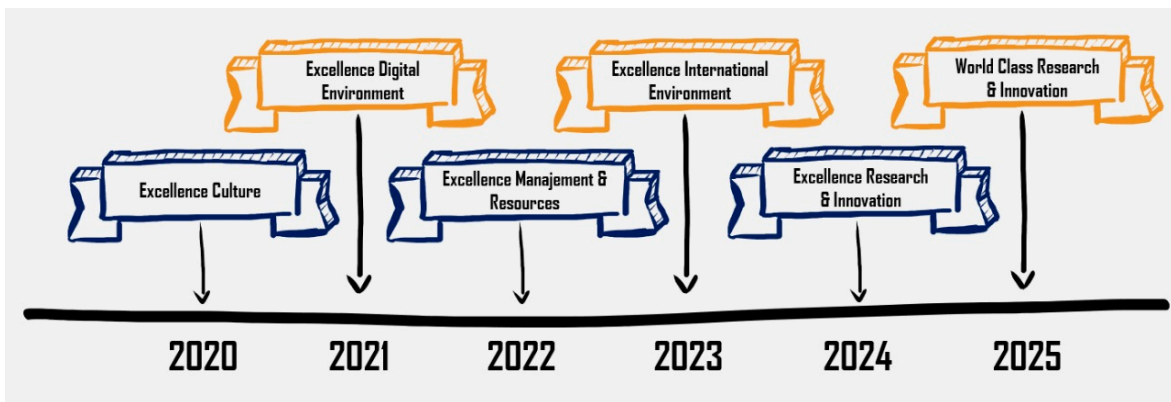 Excellence Digital
Environment
Excellence International
Environment
World Class Research
& Innovation
Excellence Culture
Excellence Manajement &
Resources
Excellence Research
& Innovation
2020
2021
2022
2023
2024
2025